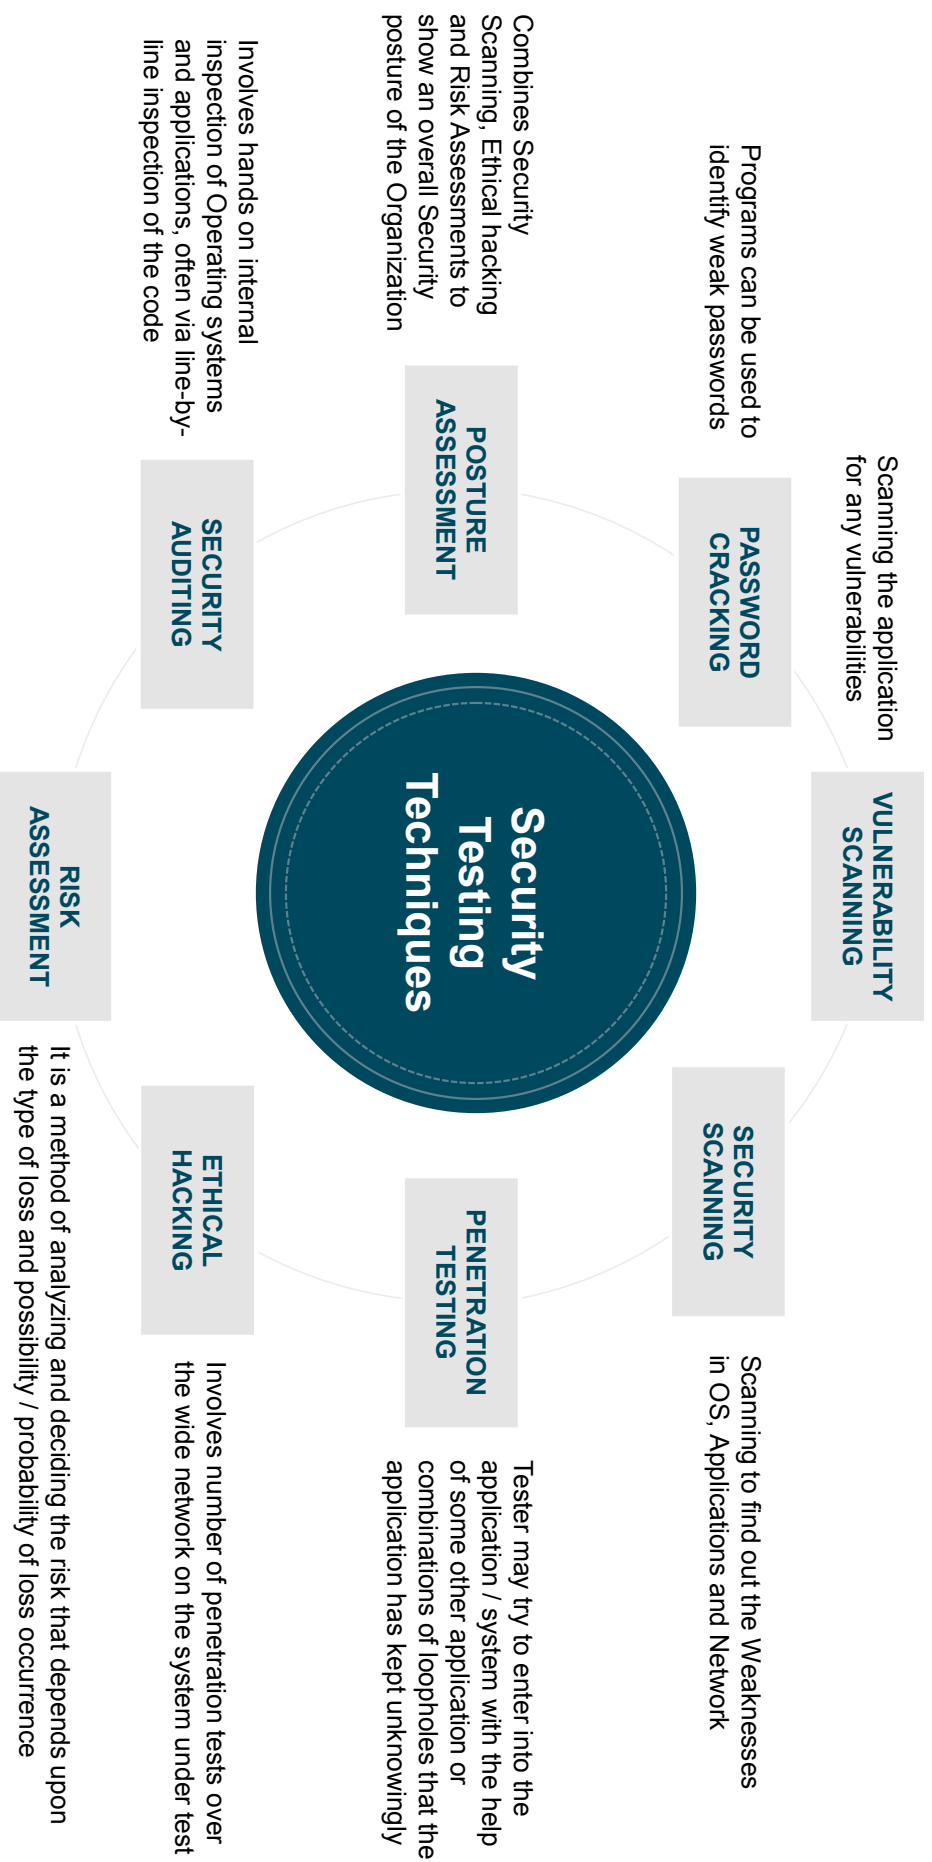 Security
Testing
Techniques
VULNERABILITY
SCANNING
Scanning the application
for any vulnerabilities
SECURITY
SCANNING
Scanning to find out the Weaknesses
in OS, Applications and Network
PENETRATION
TESTING
Tester may try to enter into the
application / system with the help
of some other application or
combinations of loopholes that the
application has kept unknowingly
ETHICAL
HACKING
Involves number of penetration tests over
the wide network on the system under test
RISK
ASSESSMENT
It is a method of analyzing and deciding the risk that depends upon
the type of loss and possibility / probability of loss occurrence
SECURITY
AUDITING
Involves hands on internal
inspection of Operating systems
and applications, often via line-by-
line inspection of the code
POSTURE
ASSESSMENT
Combines Security
Scanning, Ethical hacking
and Risk Assessments to
show an overall Security
posture of the Organization
PASSWORD
CRACKING
Programs can be used to
identify weak passwords